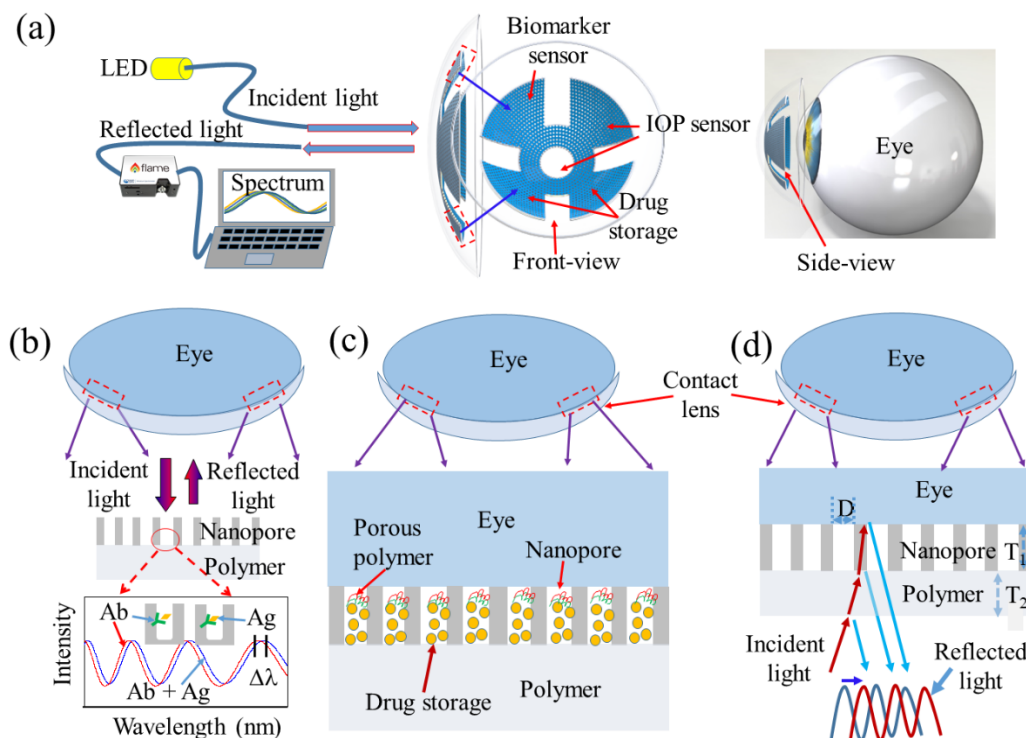 (a)
LED
Incident light
Reflected light
flame
Spectrum
Biomarker
sensor
IOP sensor
Drug
storage
Front-view
Eye
Side-view
(b)
Eye
Incident
light
Reflected
light
Nanopore
Polymer
Ab
Ag
Ab + Ag
Δλ
Intensity
Wavelength (nm)
(c)
Eye
Contact
lens
Eye
Porous
polymer
Nanopore
Drug storage
Polymer
(d)
Eye
Eye
D
Nanopore
T1
Polymer
T2
Incident
light
Reflected
light